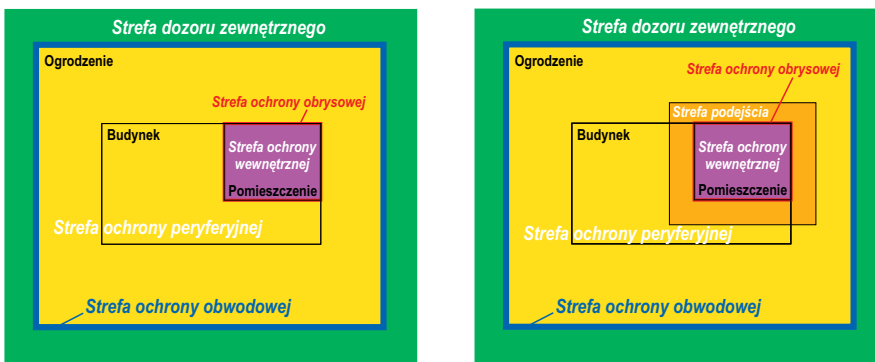 Strefa dozoru zewnętrznego
Ogrodzenie
Strefa ochrony obrysowej
Budynek
Strefa ochrony
wewnętrznej
Pomieszczenie
Strefa ochrony peryferyjnej
Strefa ochrony obwodowej
Strefa dozoru zewnętrznego
Ogrodzenie
Strefa ochrony obrysowej
Strefa podejścia
Budynek
Strefa ochrony
wewnętrznej
Pomieszczenie
Strefa ochrony peryferyjnej
Strefa ochrony obwodowej